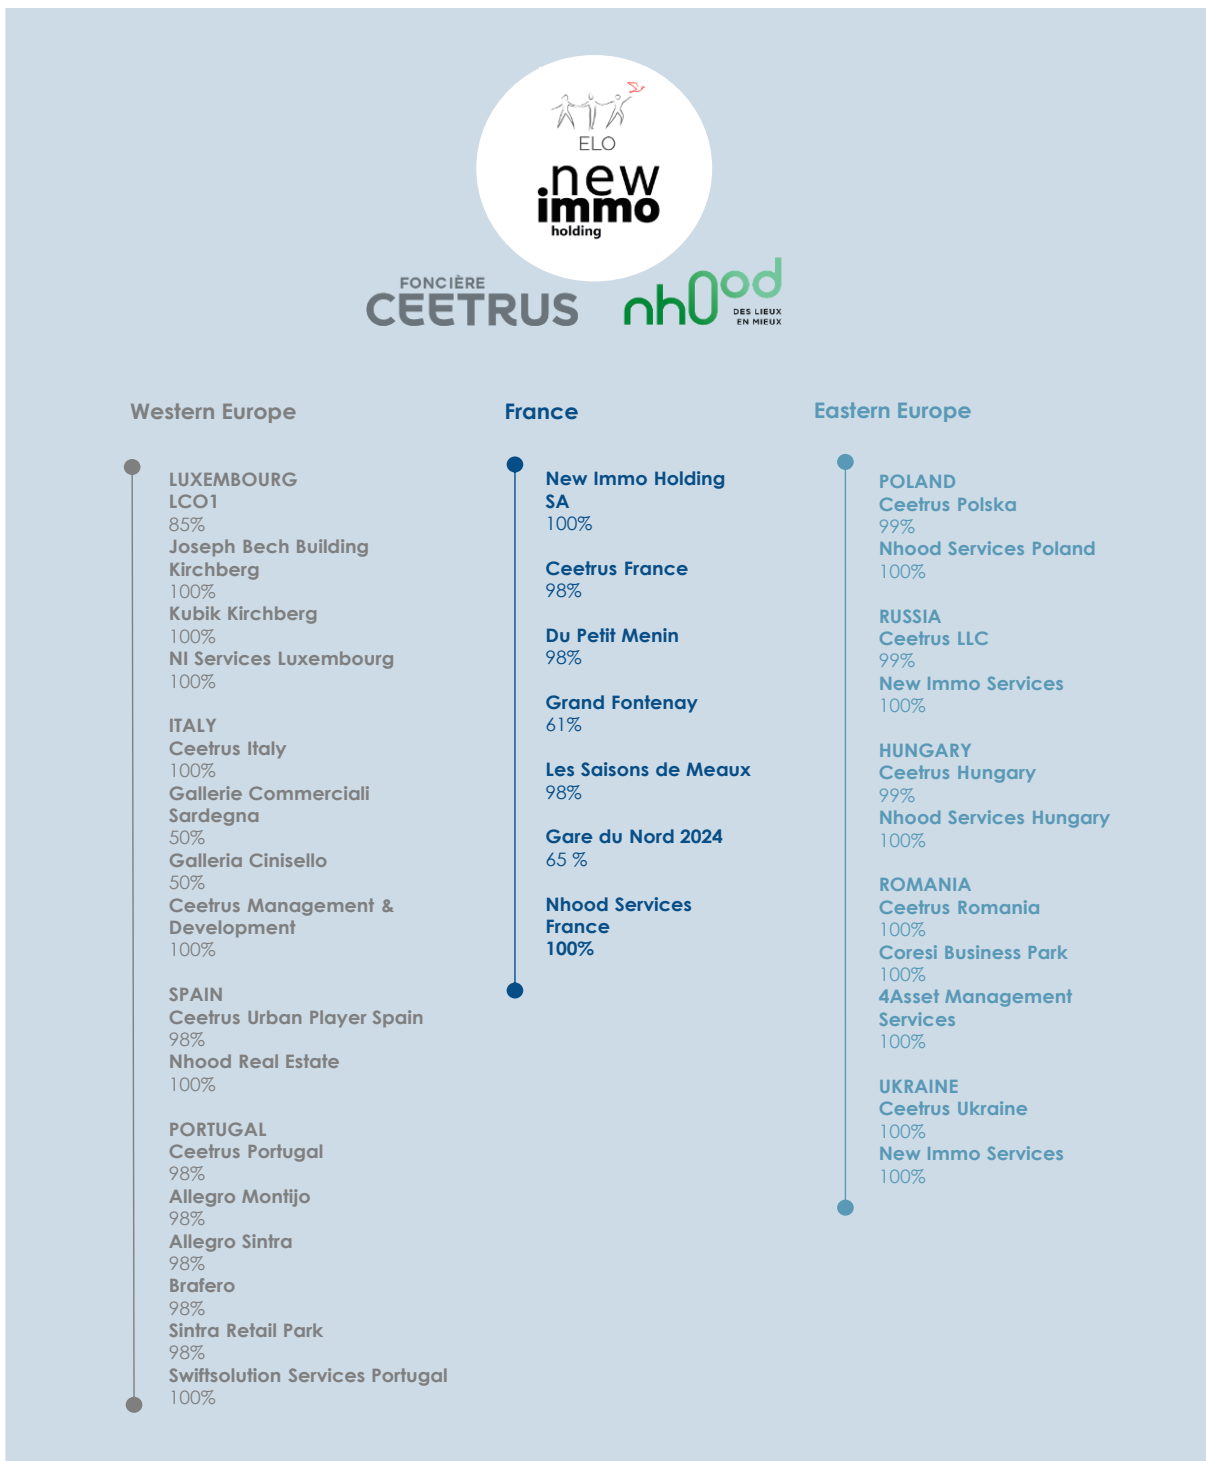 ELO
new
immo
holding
FONCIÈRE
CEETRUS
nhood
DES LIEUX
EN MIEUX
Western Europe
LUXEMBOURG
LCO1
85%
Joseph Bech Building
Kirchberg
100%
Kubik Kirchberg
100%
NI Services Luxembourg
100%
ITALY
Ceetrus Italy
100%
Gallerie Commerciali
Sardegna
50%
Galleria Cinisello
50%
Ceetrus Management &
Development
100%
SPAIN
Ceetrus Urban Player Spain
98%
Nhood Real Estate
100%
PORTUGAL
Ceetrus Portugal
98%
Allegro Montijo
98%
Allegro Sintra
98%
Brafero
98%
Sintra Retail Park
98%
Swiftsolution Services Portugal
100%
France
New Immo Holding
SA
100%
Ceetrus France
98%
Du Petit Menin
98%
Grand Fontenay
61%
Les Saisons de Meaux
98%
Gare du Nord 2024
65 %
Nhood Services
France
100%
Eastern Europe
POLAND
Ceetrus Polska
99%
Nhood Services Poland
100%
RUSSIA
Ceetrus LLC
99%
New Immo Services
100%
HUNGARY
Ceetrus Hungary
99%
Nhood Services Hungary
100%
ROMANIA
Ceetrus Romania
100%
Coresi Business Park
100%
4Asset Management
Services
100%
UKRAINE
Ceetrus Ukraine
100%
New Immo Services
100%